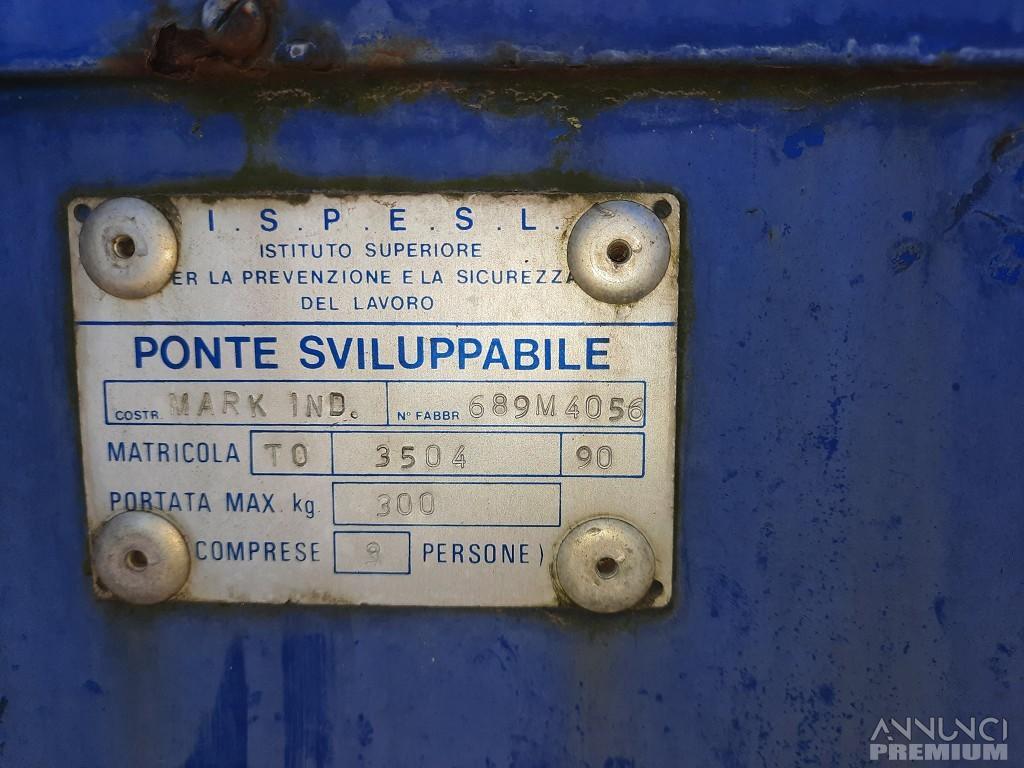 I.S.P.E.S.L.
ISTITUTO SUPERIORE
ER LA PREVENZIONE E LA SICUREZZA
DEL LAVORO
PONTE SVILUPPABILE
COSTR. MARK IND. N° FABBR 689M4056
MATRICOLA TO 3504 90
PORTATA MAX. kg. 300
COMPRESE PERSONE)
ANNUNCI
PREMIUM